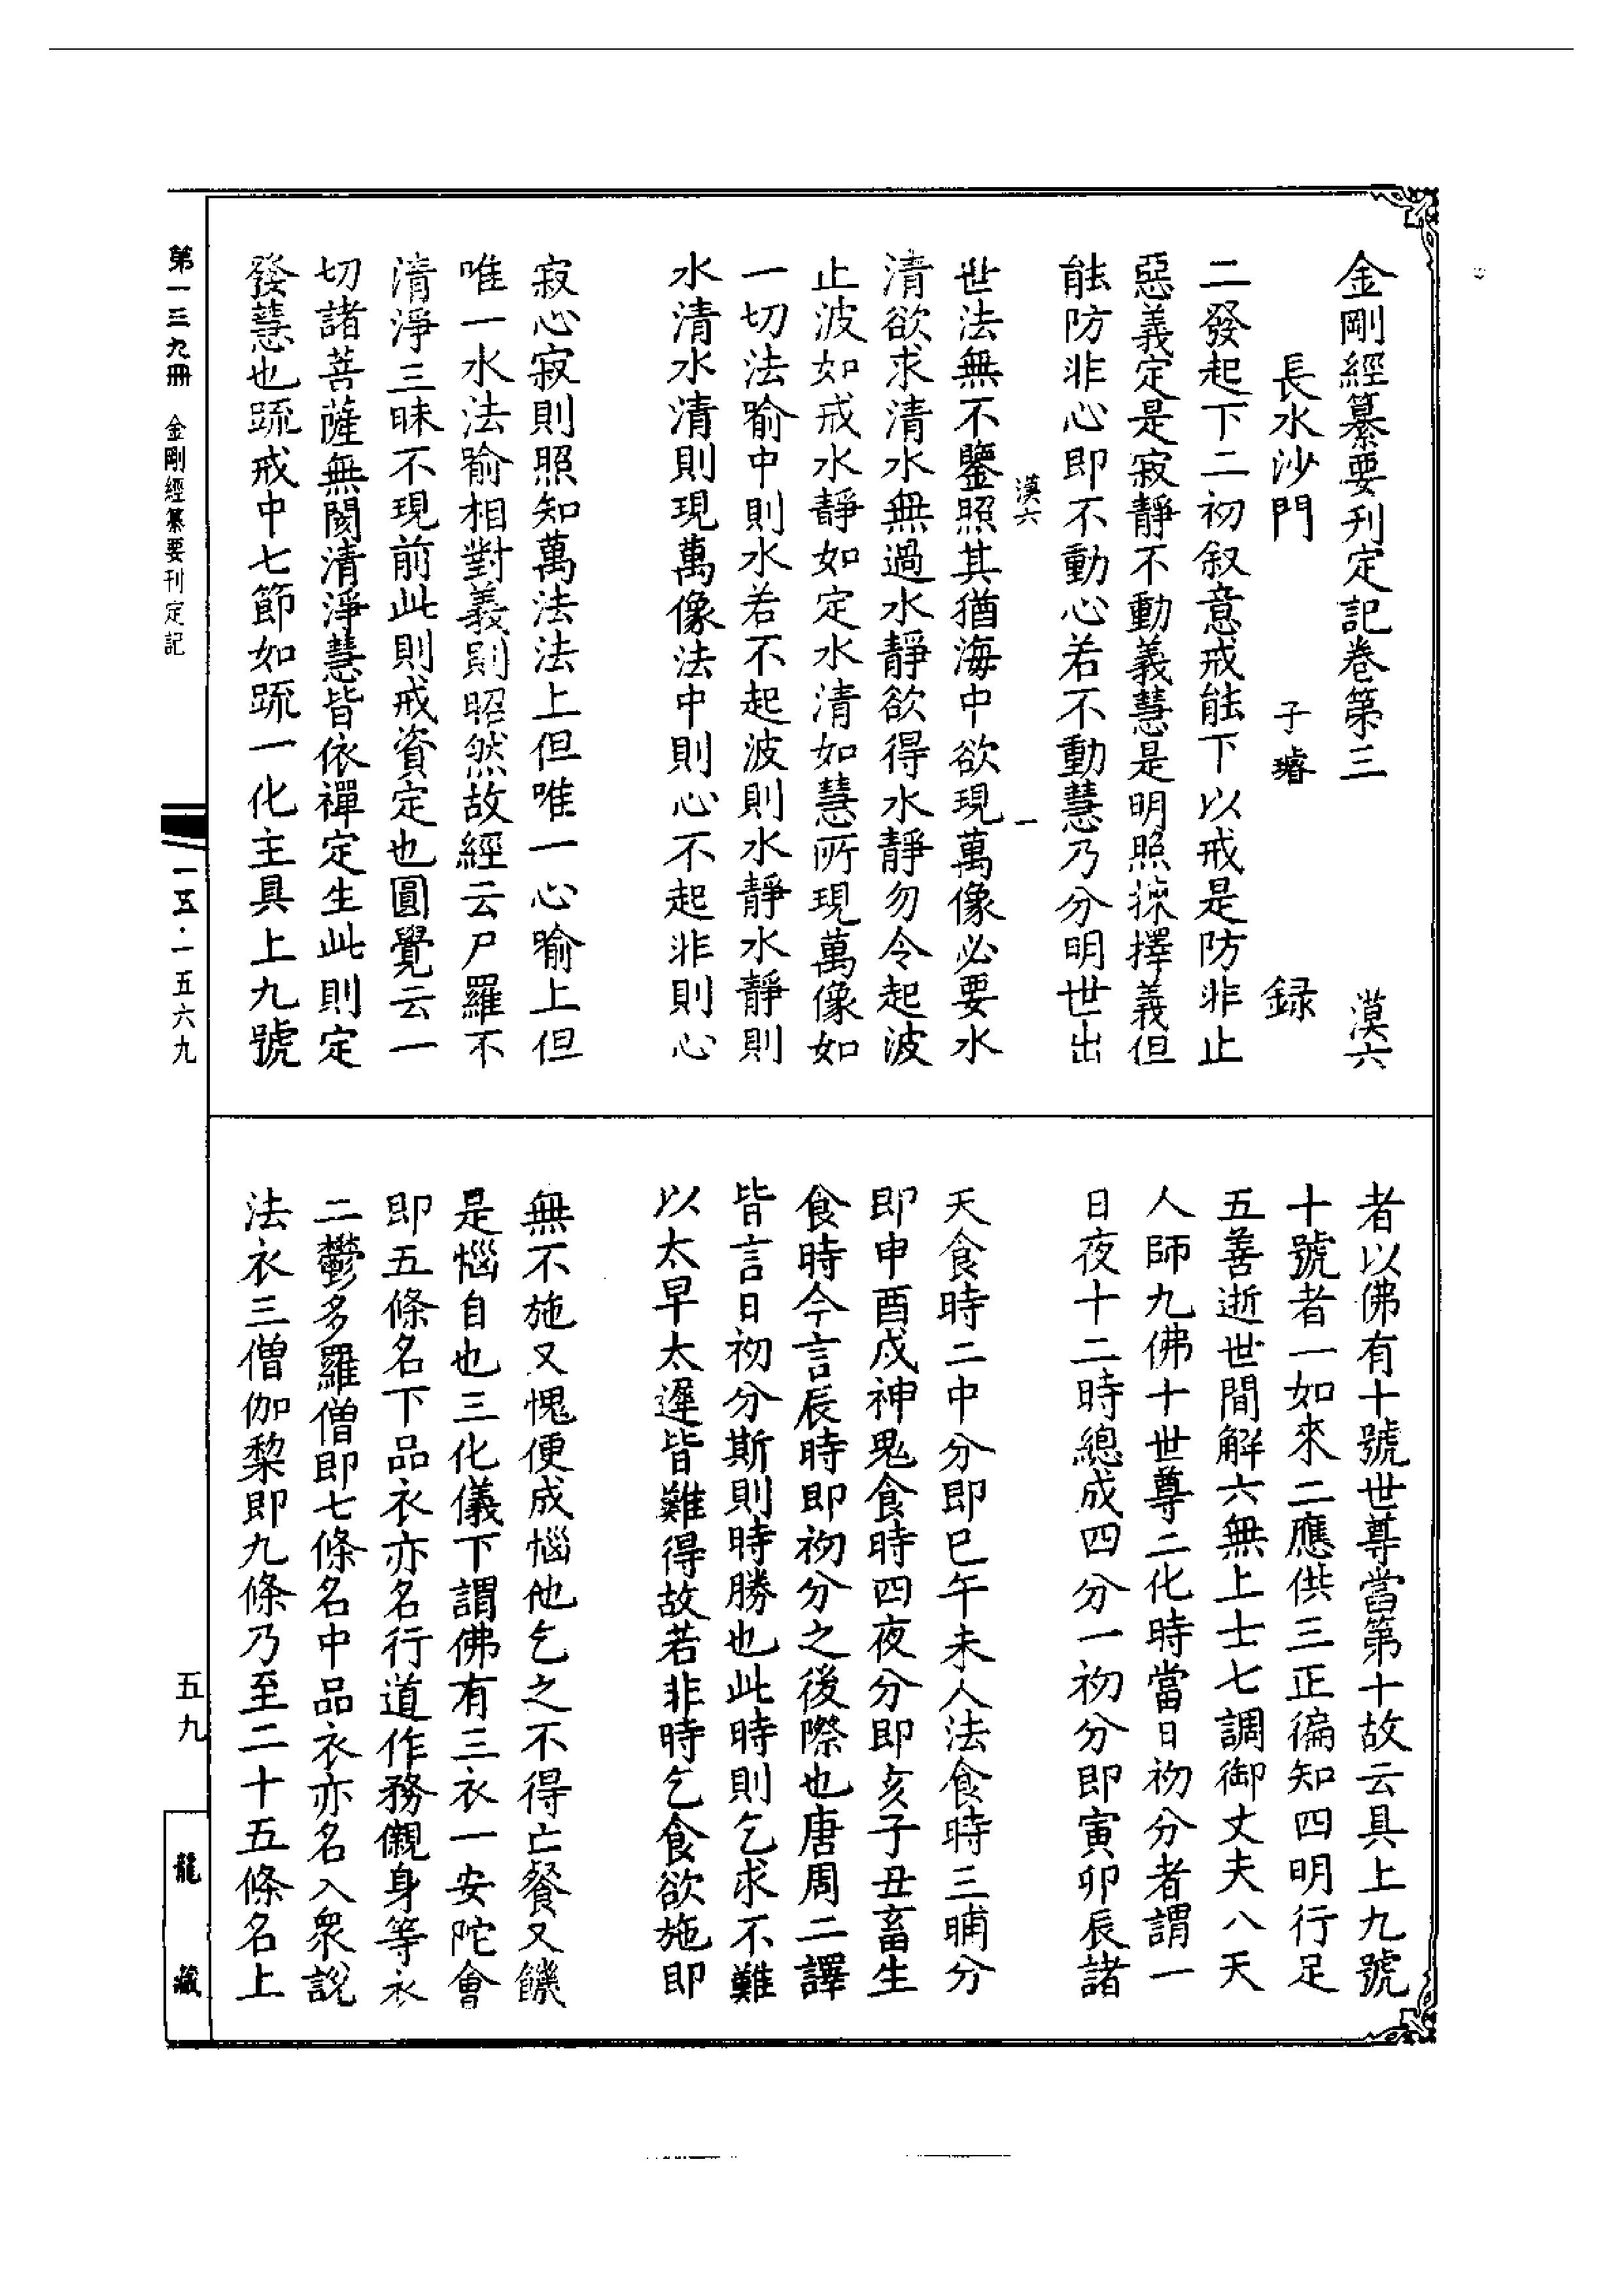 金剛經纂要刊定記卷第三　漠六
長水沙門　子璿　録
二發起下二初叙意戒能下以戒是防非止
惡義定是寂靜不動義慧是明照揀擇義但
能防非心即不動心若不動慧乃分明世出
漠六　一
世法無不鑒照其猶海中欲現萬像必要水
清欲求清水無過水靜欲得水靜勿令起波
止波如戒水靜如定水清如慧所現萬像如
一切法喻中則水若不起波則水靜水靜則
水清水清則現萬像法中則心不起非則心
寂心寂則照知萬法法上但唯一心喻上但
唯一水法喻相對義則昭然故經云尸羅不
清淨三昧不現前此則戒資定也圓覺云一
切諸菩薩無閡清淨慧皆依禪定生此則定
發慧也䟽戒中七節如䟽一化主具上九號
者以佛有十號世尊當第十故云具上九號
十號者一如來二應供三正徧知四明行足
五善逝世間解六無上士七調御丈夫八天
人師九佛十世尊二化時當日初分者謂一
日夜十二時總成四分一初分即寅卯辰諸
天食時二中分即巳午未人法食時三晡分
即申酉戌神鬼食時四夜分即亥子丑畜生
食時今言辰時即初分之後際也唐周二譯
皆言日初分斯則時勝也此時則乞求不難
以太早太遲皆難得故若非時乞食欲施即
無不施又愧便成惱他乞之不得亡餐又饑
是惱自也三化儀下謂佛有三衣一安陀會
即五條名下品衣亦名行道作務儭身等衣
二鬱多羅僧即七條名中品衣亦名入衆説
法衣三僧伽棃即九條乃至二十五條名上
第一三九冊　金剛經纂要刊定記
一五·一五六九
五九
龍藏